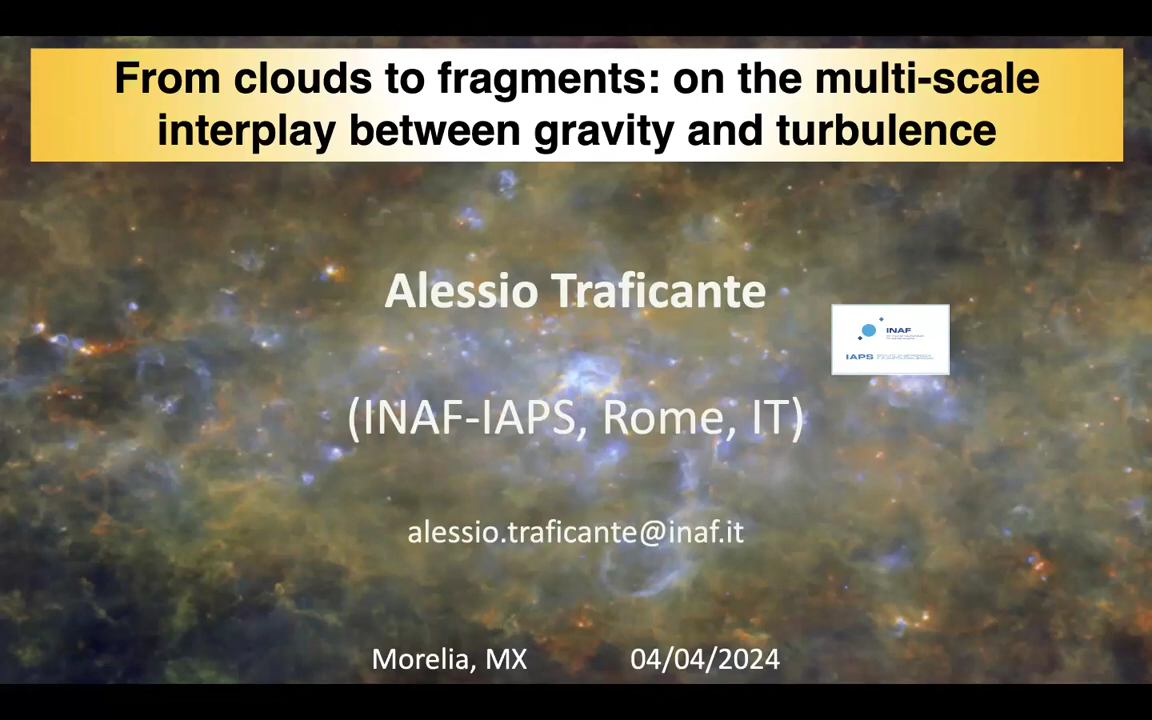 From clouds to fragments: on the multi-scale
interplay between gravity and turbulence
Alessio Traficante
INAF
IAPS
(INAF-IAPS, Rome, IT)
alessio.traficante@inaf.it
Morelia, MX 04/04/2024